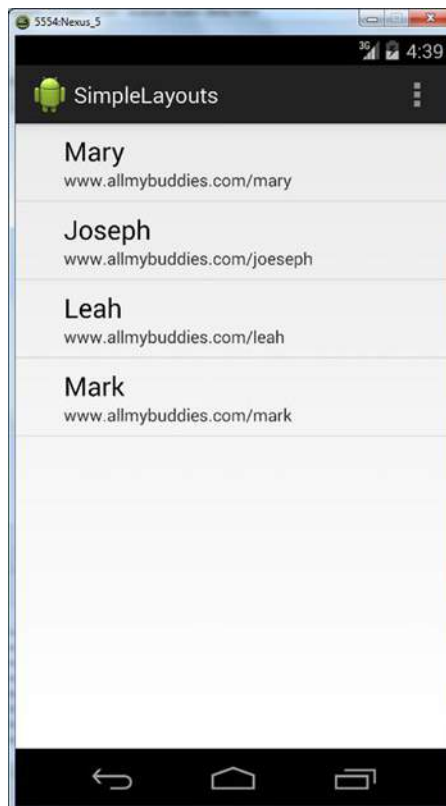 5554:Nexus_5
3G 4:39
SimpleLayouts
Mary
www.allmybuddies.com/mary
Joseph
www.allmybuddies.com/joeseph
Leah
www.allmybuddies.com/leah
Mark
www.allmybuddies.com/mark